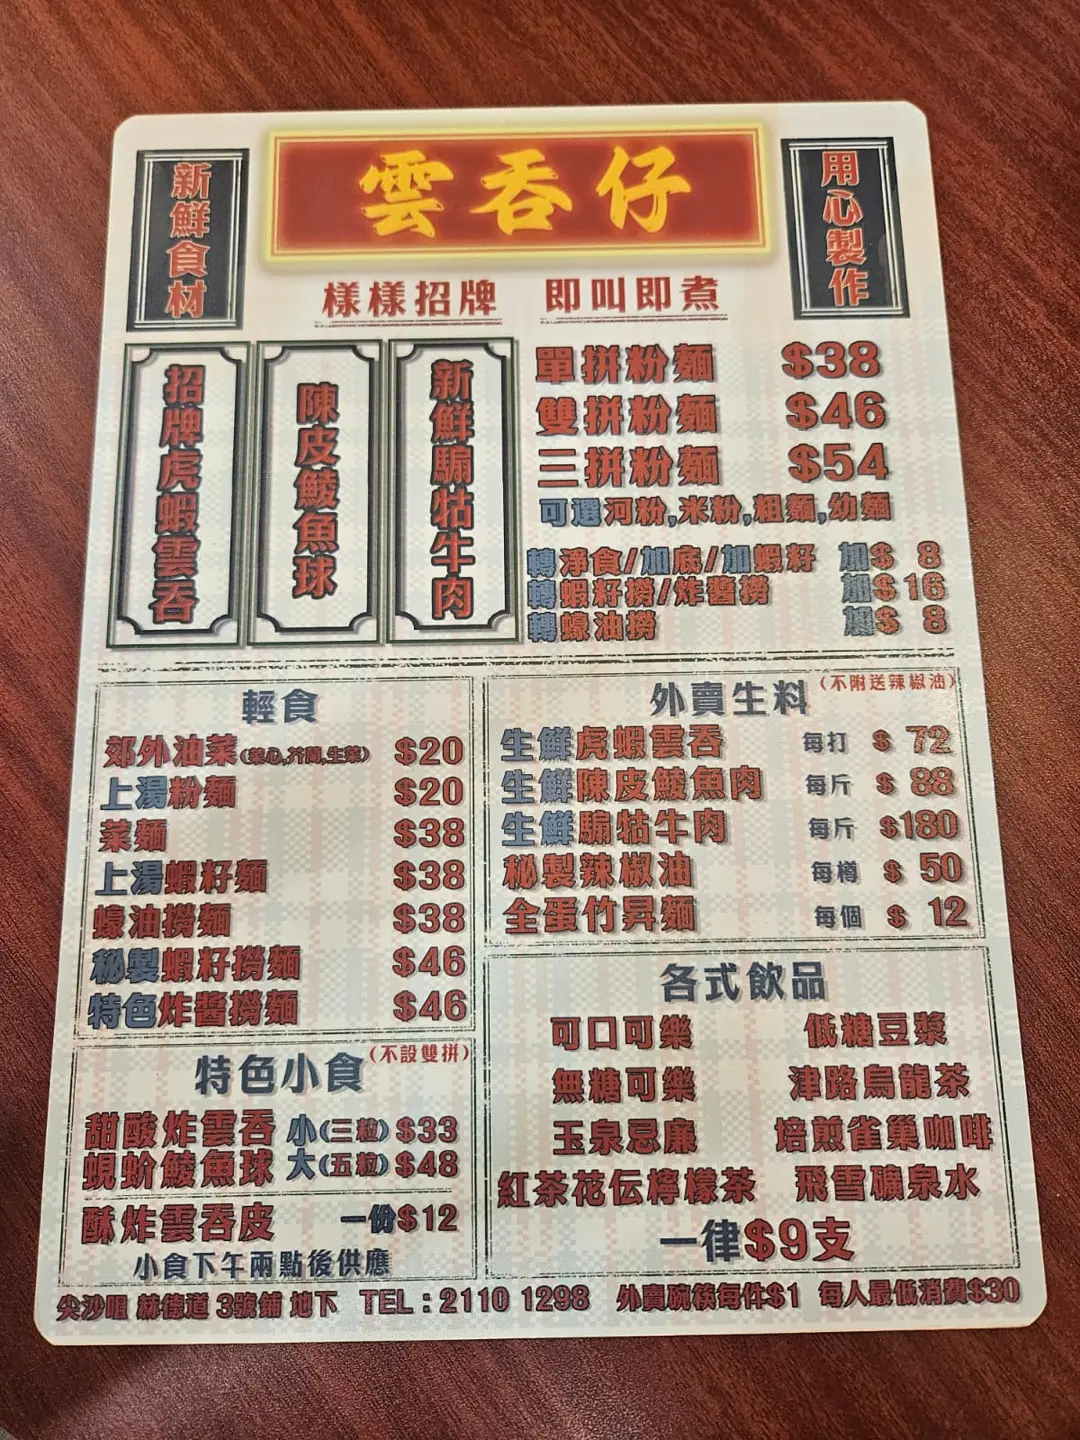 雲吞仔
新鮮食材
用心製作
樣樣招牌 即叫即煮
招牌虎蝦雲吞
陳皮鯪魚球
新鮮騸牯牛肉
單拼粉麵 $38
雙拼粉麵 $46
三拼粉麵 $54
可選河粉,米粉,粗麵,幼麵
轉淨食/加底/加蝦籽 加$ 8
轉蝦籽撈/炸醬撈 加$16
轉蠔油撈 加$ 8
輕食
郊外油菜(菜心,芥蘭,生菜) $20
上湯粉麵 $20
菜麵 $38
上湯蝦籽麵 $38
蠔油撈麵 $38
秘製蝦籽撈麵 $46
特色炸醬撈麵 $46
特色小食(不設雙拼)
甜酸炸雲吞 小(三粒) $33
蜆蚧鯪魚球 大(五粒) $48
酥炸雲吞皮 一份$12
小食下午兩點後供應
外賣生料(不附送辣椒油)
生鮮虎蝦雲吞 每打 $ 72
生鮮陳皮鯪魚肉 每斤 $ 88
生鮮騸牯牛肉 每斤 $180
秘製辣椒油 每樽 $ 50
全蛋竹昇麵 每個 $ 12
各式飲品
可口可樂 低糖豆漿
無糖可樂 津路烏龍茶
玉泉忌廉 焙煎雀巢咖啡
紅茶花伝檸檬茶 飛雪礦泉水
一律$9支
尖沙咀 赫德道 3號舖 地下 TEL:2110 1298 外賣碗筷每件$1 每人最低消費$30